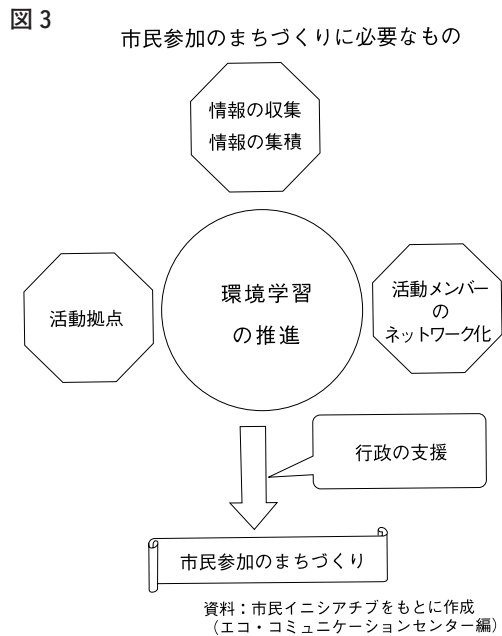 図3
市民参加のまちづくりに必要なもの
情報の収集
情報の集積
環境学習
の推進
活動拠点
活動メンバー
の
ネットワーク化
行政の支援
市民参加のまちづくり
資料：市民イニシアチブをもとに作成
（エコ・コミュニケーションセンター編）